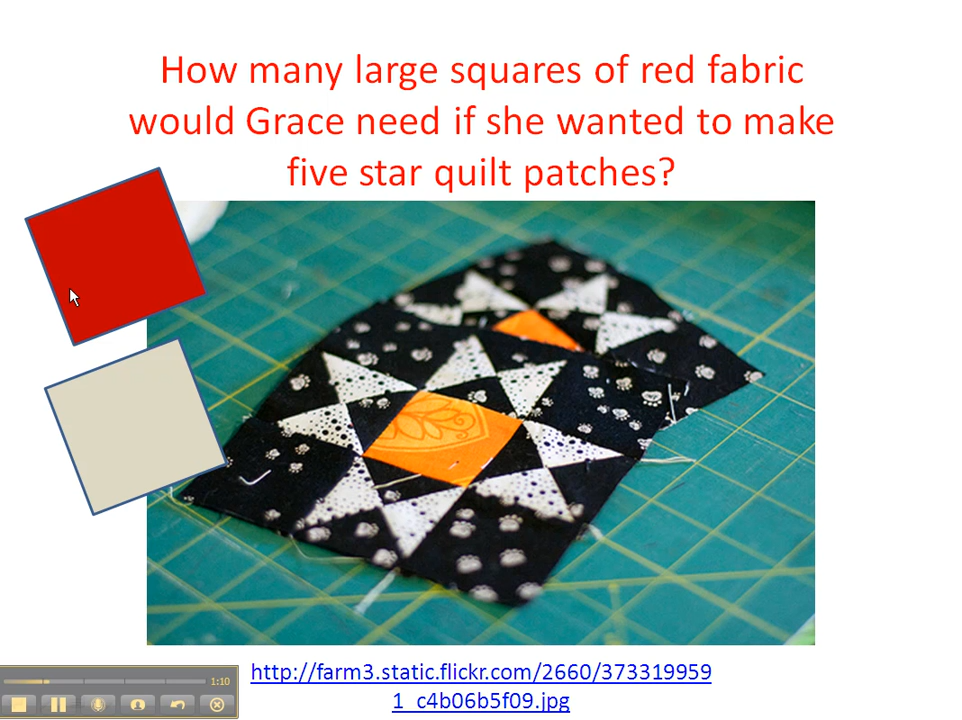 How many large squares of red fabric
would Grace need if she wanted to make
five star quilt patches?
http://farm3.static.flickr.com/2660/373319959
1_c4b06b5f09.jpg
1:10